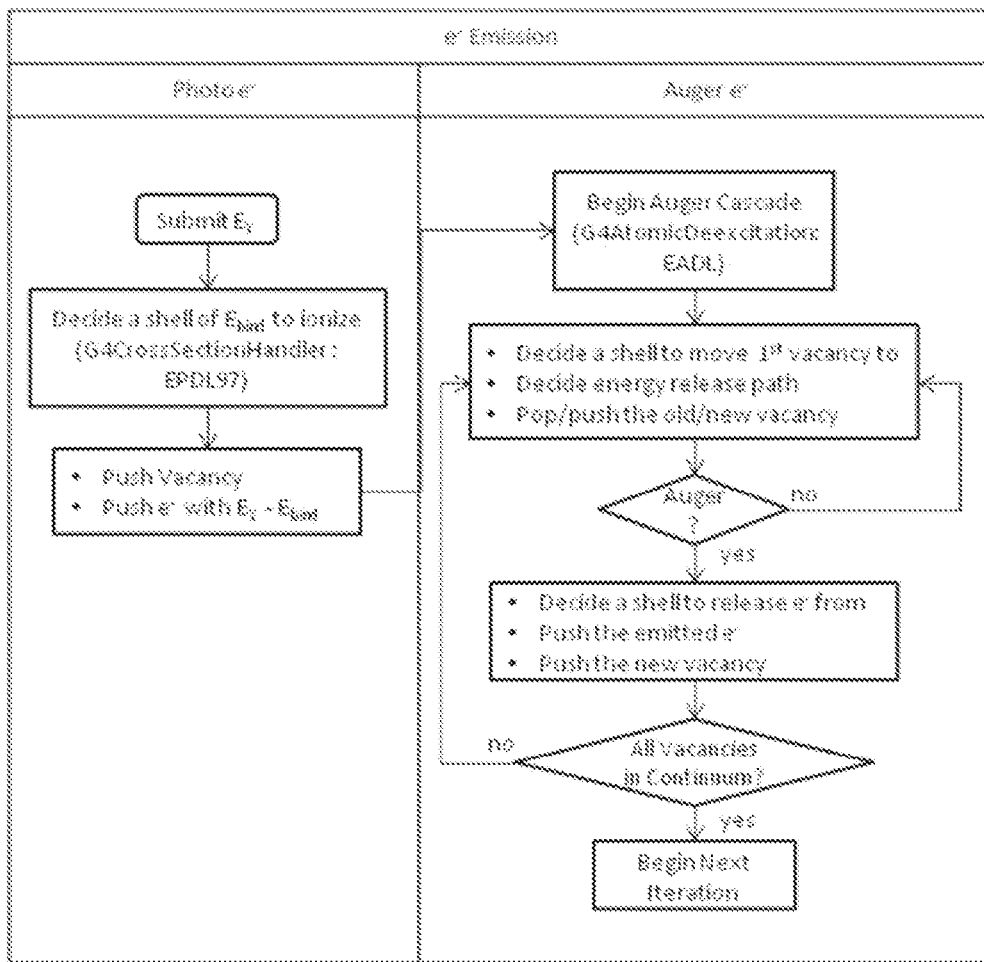 e⁻ Emission
Photo e⁻
Auger e⁻
Submit Eᵧ
Decide a shell of E_bind to ionize
(G4CrossSectionHandler:
EPDL97)
• Push Vacancy
• Push e⁻ with Eᵧ - E_bind
Begin Auger Cascade
(G4AtomicDeexcitation:
EADL)
• Decide a shell to move 1st vacancy to
• Decide energy release path
• Pop/push the old/new vacancy
Auger
?
no
yes
• Decide a shell to release e⁻ from
• Push the emitted e⁻
• Push the new vacancy
no
All Vacancies
in Continuum?
yes
Begin Next
Iteration